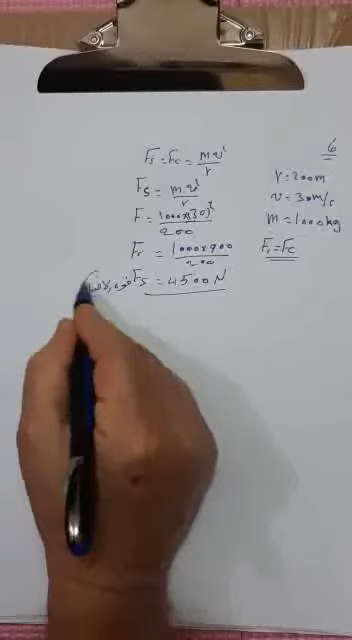 6
r = 200m
v = 30m/s
m = 1000kg
Fs = Fc
Fs = Fc = mv²/r
Fs = mv²/r
F = 1000×(30)²/200
Fr = 1000×900/200
Fs = 4500 N